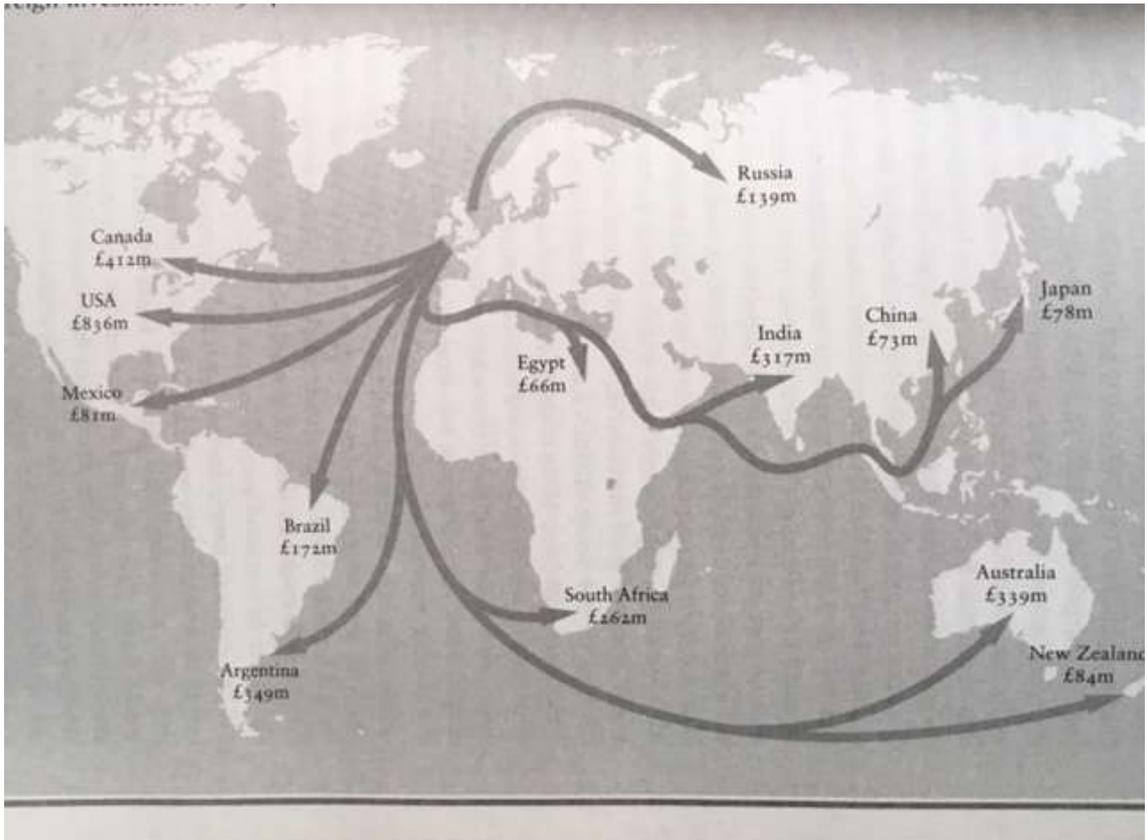 Russia
£139m
Canada
£412m
USA
£836m
Mexico
£81m
Japan
£78m
China
£73m
India
£317m
Egypt
£66m
Brazil
£172m
Australia
£339m
South Africa
£262m
New Zealand
£84m
Argentina
£349m